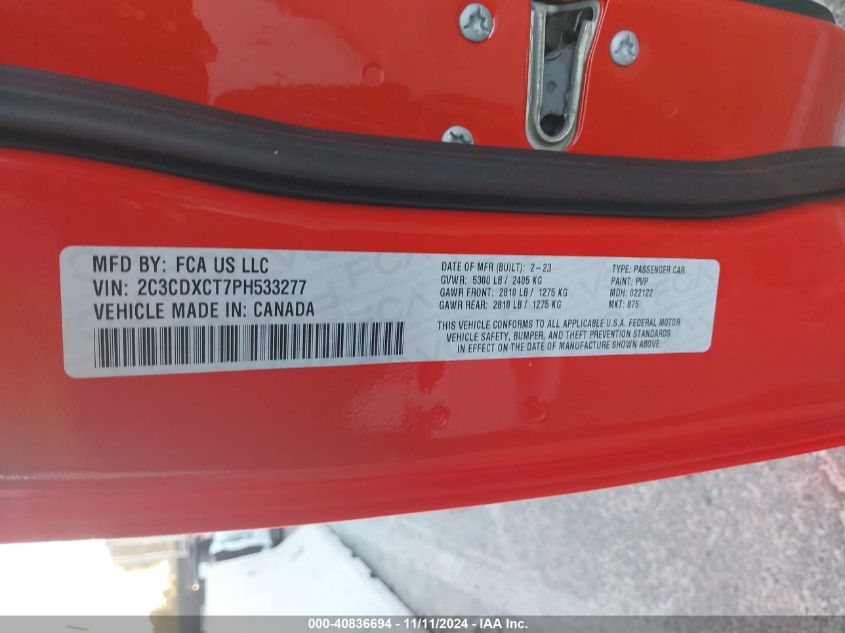 MFD BY: FCA US LLC
VIN: 2C3CDXCT7PH533277
VEHICLE MADE IN: CANADA
DATE OF MFR (BUILT): 2-23
GVWR: 5300 LB / 2405 KG
GAWR FRONT: 2810 LB / 1275 KG
GAWR REAR: 2810 LB / 1275 KG
TYPE: PASSENGER CAR
PAINT: PVP
MDH: 022122
MKT: 875
THIS VEHICLE CONFORMS TO ALL APPLICABLE U.S.A. FEDERAL MOTOR
VEHICLE SAFETY, BUMPER, AND THEFT PREVENTION STANDARDS
IN EFFECT ON THE DATE OF MANUFACTURE SHOWN ABOVE.
000-40836694 - 11/11/2024 - IAA Inc.